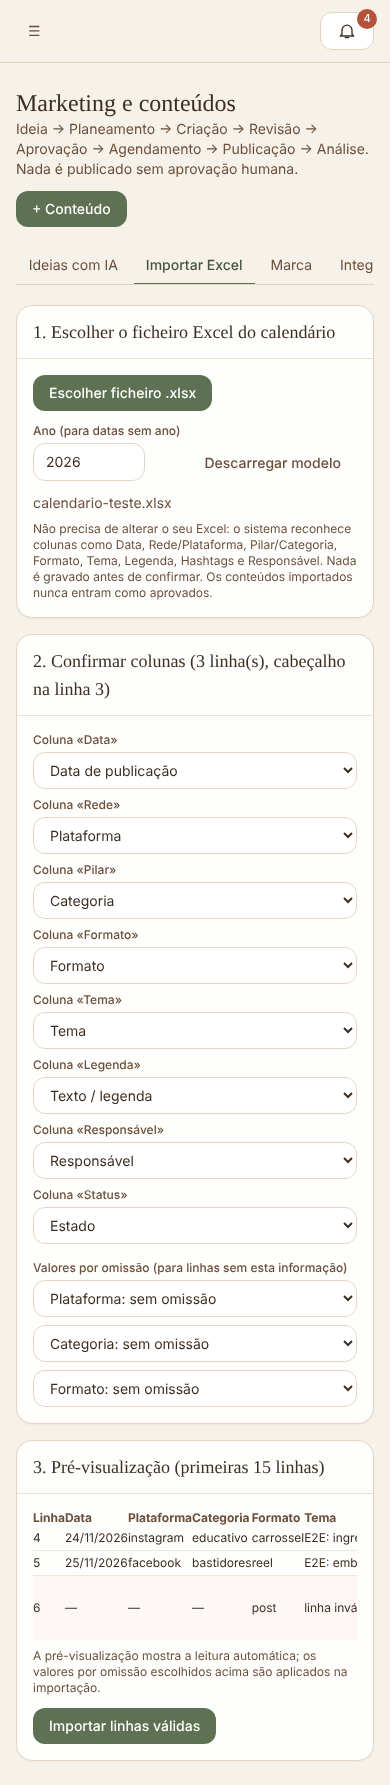 ☰
4
Marketing e conteúdos
Ideia → Planeamento → Criação → Revisão →
Aprovação → Agendamento → Publicação → Análise.
Nada é publicado sem aprovação humana.
+ Conteúdo
Ideias com IA Importar Excel Marca Integ
1. Escolher o ficheiro Excel do calendário
Escolher ficheiro .xlsx
Ano (para datas sem ano)
2026 Descarregar modelo
calendario-teste.xlsx
Não precisa de alterar o seu Excel: o sistema reconhece
colunas como Data, Rede/Plataforma, Pilar/Categoria,
Formato, Tema, Legenda, Hashtags e Responsável. Nada
é gravado antes de confirmar. Os conteúdos importados
nunca entram como aprovados.
2. Confirmar colunas (3 linha(s), cabeçalho
na linha 3)
Coluna «Data»
Data de publicação
Coluna «Rede»
Plataforma
Coluna «Pilar»
Categoria
Coluna «Formato»
Formato
Coluna «Tema»
Tema
Coluna «Legenda»
Texto / legenda
Coluna «Responsável»
Responsável
Coluna «Status»
Estado
Valores por omissão (para linhas sem esta informação)
Plataforma: sem omissão
Categoria: sem omissão
Formato: sem omissão
3. Pré-visualização (primeiras 15 linhas)
Linha Data Plataforma Categoria Formato Tema
4 24/11/2026 instagram educativo carrossel E2E: ingre
5 25/11/2026 facebook bastidores reel E2E: emb
6 — — — post linha invá
A pré-visualização mostra a leitura automática; os
valores por omissão escolhidos acima são aplicados na
importação.
Importar linhas válidas